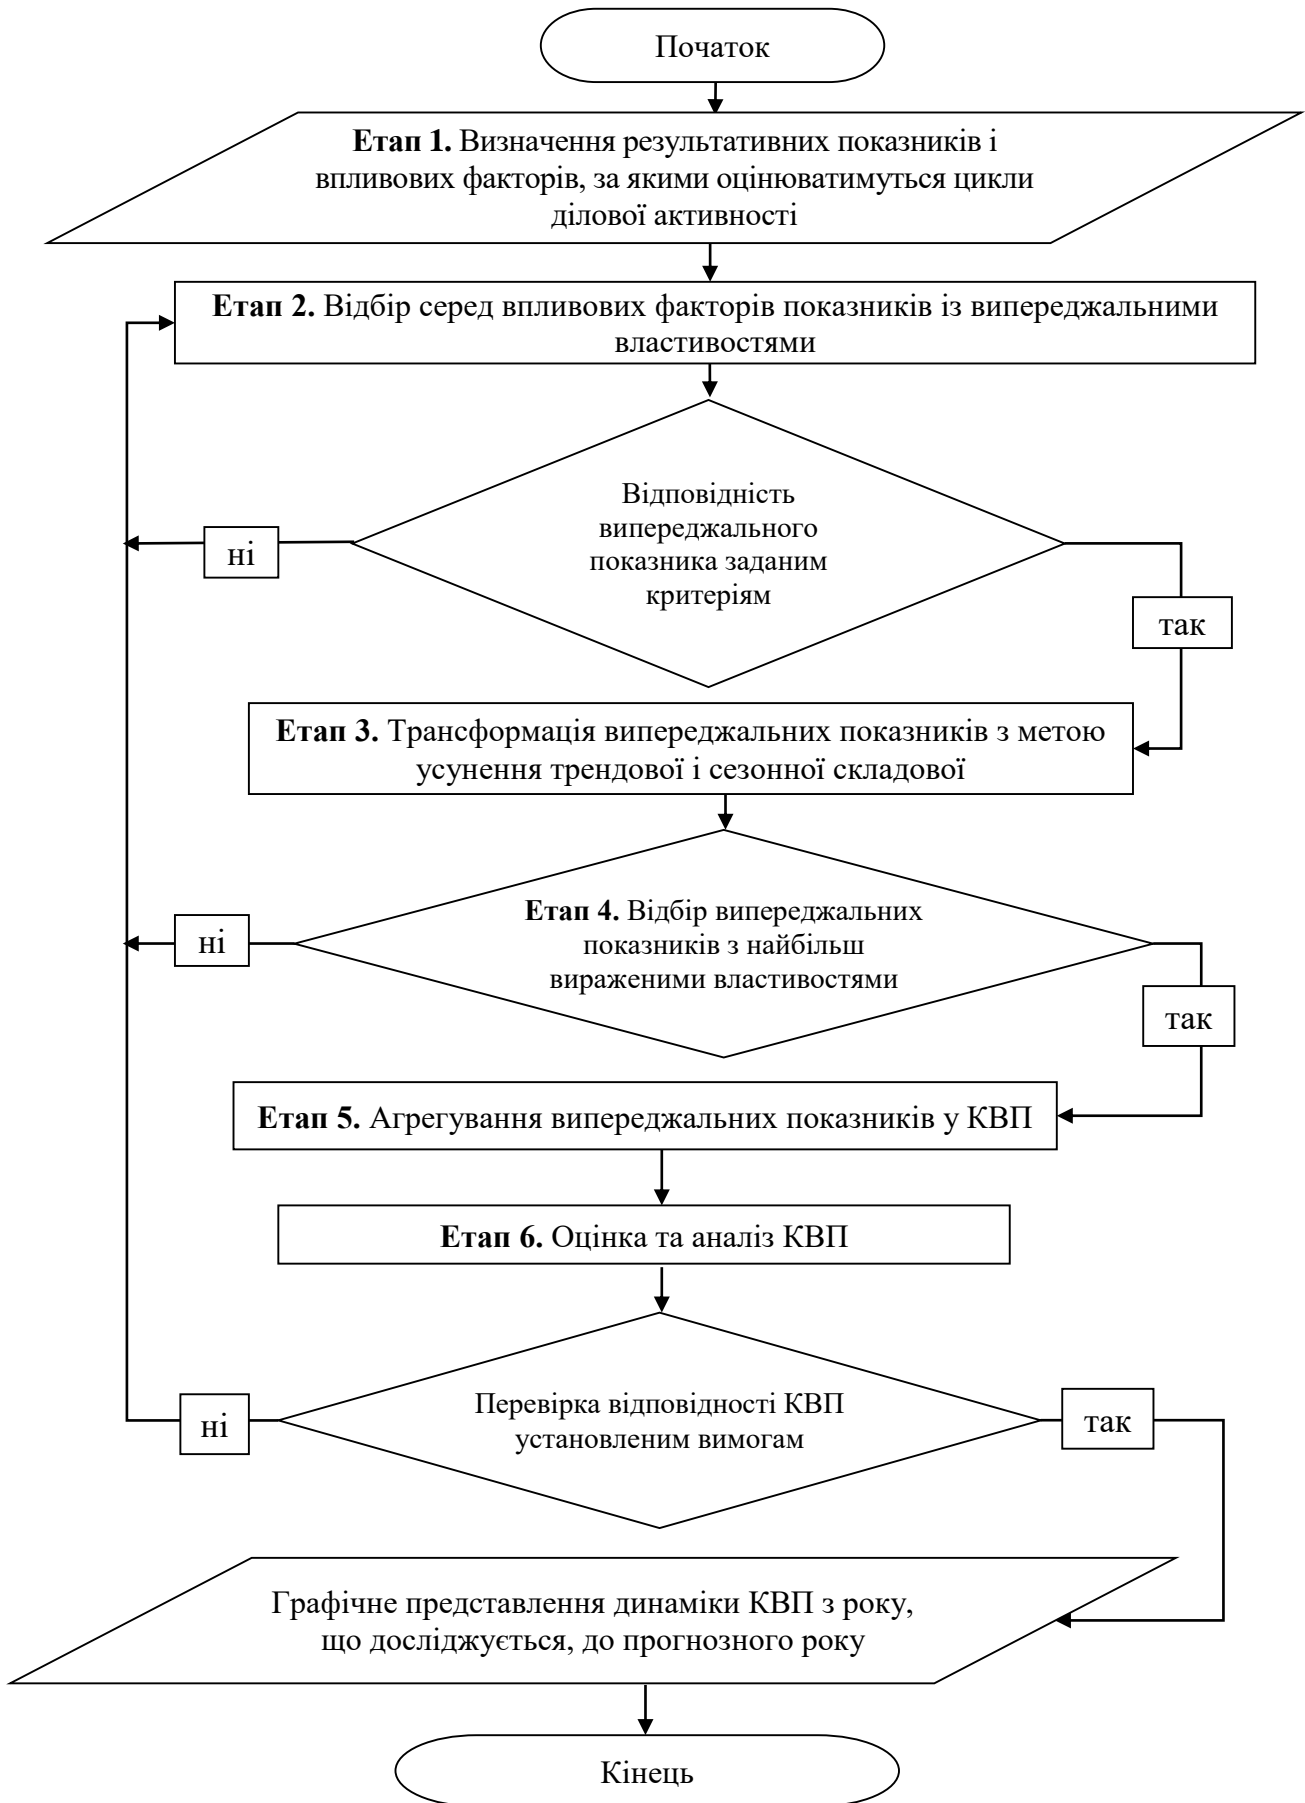 Початок
Етап 1. Визначення результативних показників і
впливових факторів, за якими оцінюватимуться цикли
ділової активності
Етап 2. Відбір серед впливових факторів показників із випереджальними
властивостями
Відповідність
випереджального
показника заданим
критеріям
ні
так
Етап 3. Трансформація випереджальних показників з метою
усунення трендової і сезонної складової
Етап 4. Відбір випереджальних
показників з найбільш
вираженими властивостями
ні
так
Етап 5. Агрегування випереджальних показників у КВП
Етап 6. Оцінка та аналіз КВП
Перевірка відповідності КВП
установленим вимогам
ні
так
Графічне представлення динаміки КВП з року,
що досліджується, до прогнозного року
Кінець